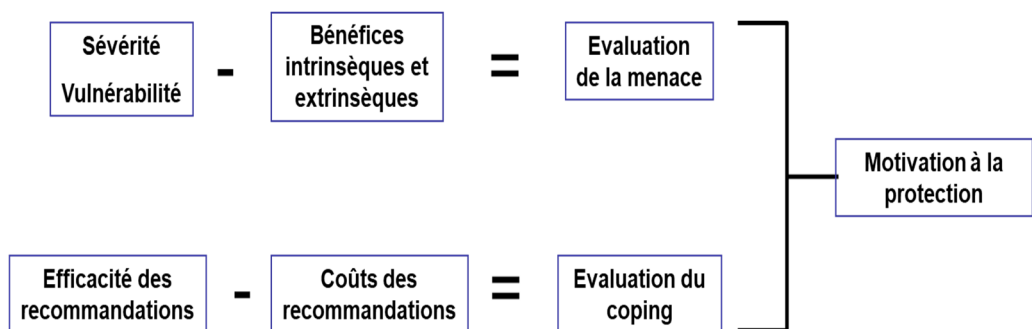 Sévérité
Vulnérabilité
-
Bénéfices
intrinsèques et
extrinsèques
=
Evaluation
de la menace
Motivation à la
protection
Efficacité des
recommandations
-
Coûts des
recommandations
=
Evaluation du
coping